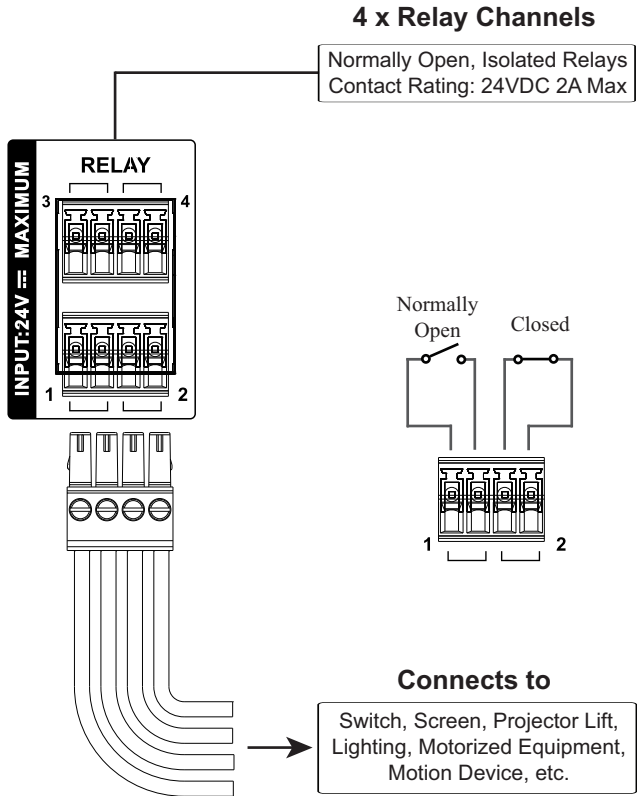 4 x Relay Channels
Normally Open, Isolated Relays
Contact Rating: 24VDC 2A Max
INPUT:24V ⎓ MAXIMUM
RELAY
3 4
1 2
Normally
Open
Closed
1 2
Connects to
Switch, Screen, Projector Lift,
Lighting, Motorized Equipment,
Motion Device, etc.